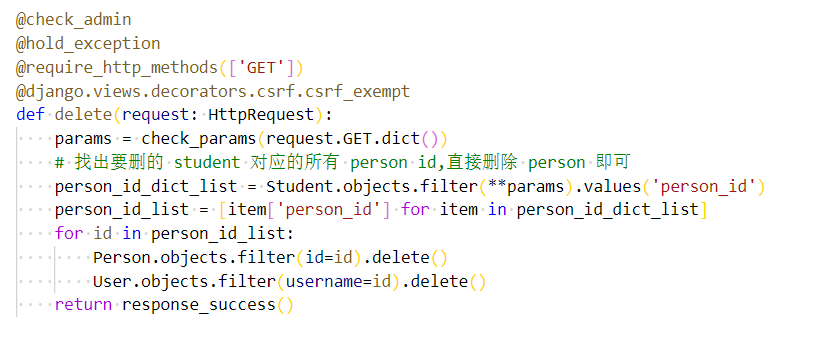 @check_admin
@hold_exception
@require_http_methods(['GET'])
@django.views.decorators.csrf.csrf_exempt
def delete(request: HttpRequest):
    params = check_params(request.GET.dict())
    # 找出要删的 student 对应的所有 person id,直接删除 person 即可
    person_id_dict_list = Student.objects.filter(**params).values('person_id')
    person_id_list = [item['person_id'] for item in person_id_dict_list]
    for id in person_id_list:
        Person.objects.filter(id=id).delete()
        User.objects.filter(username=id).delete()
    return response_success()